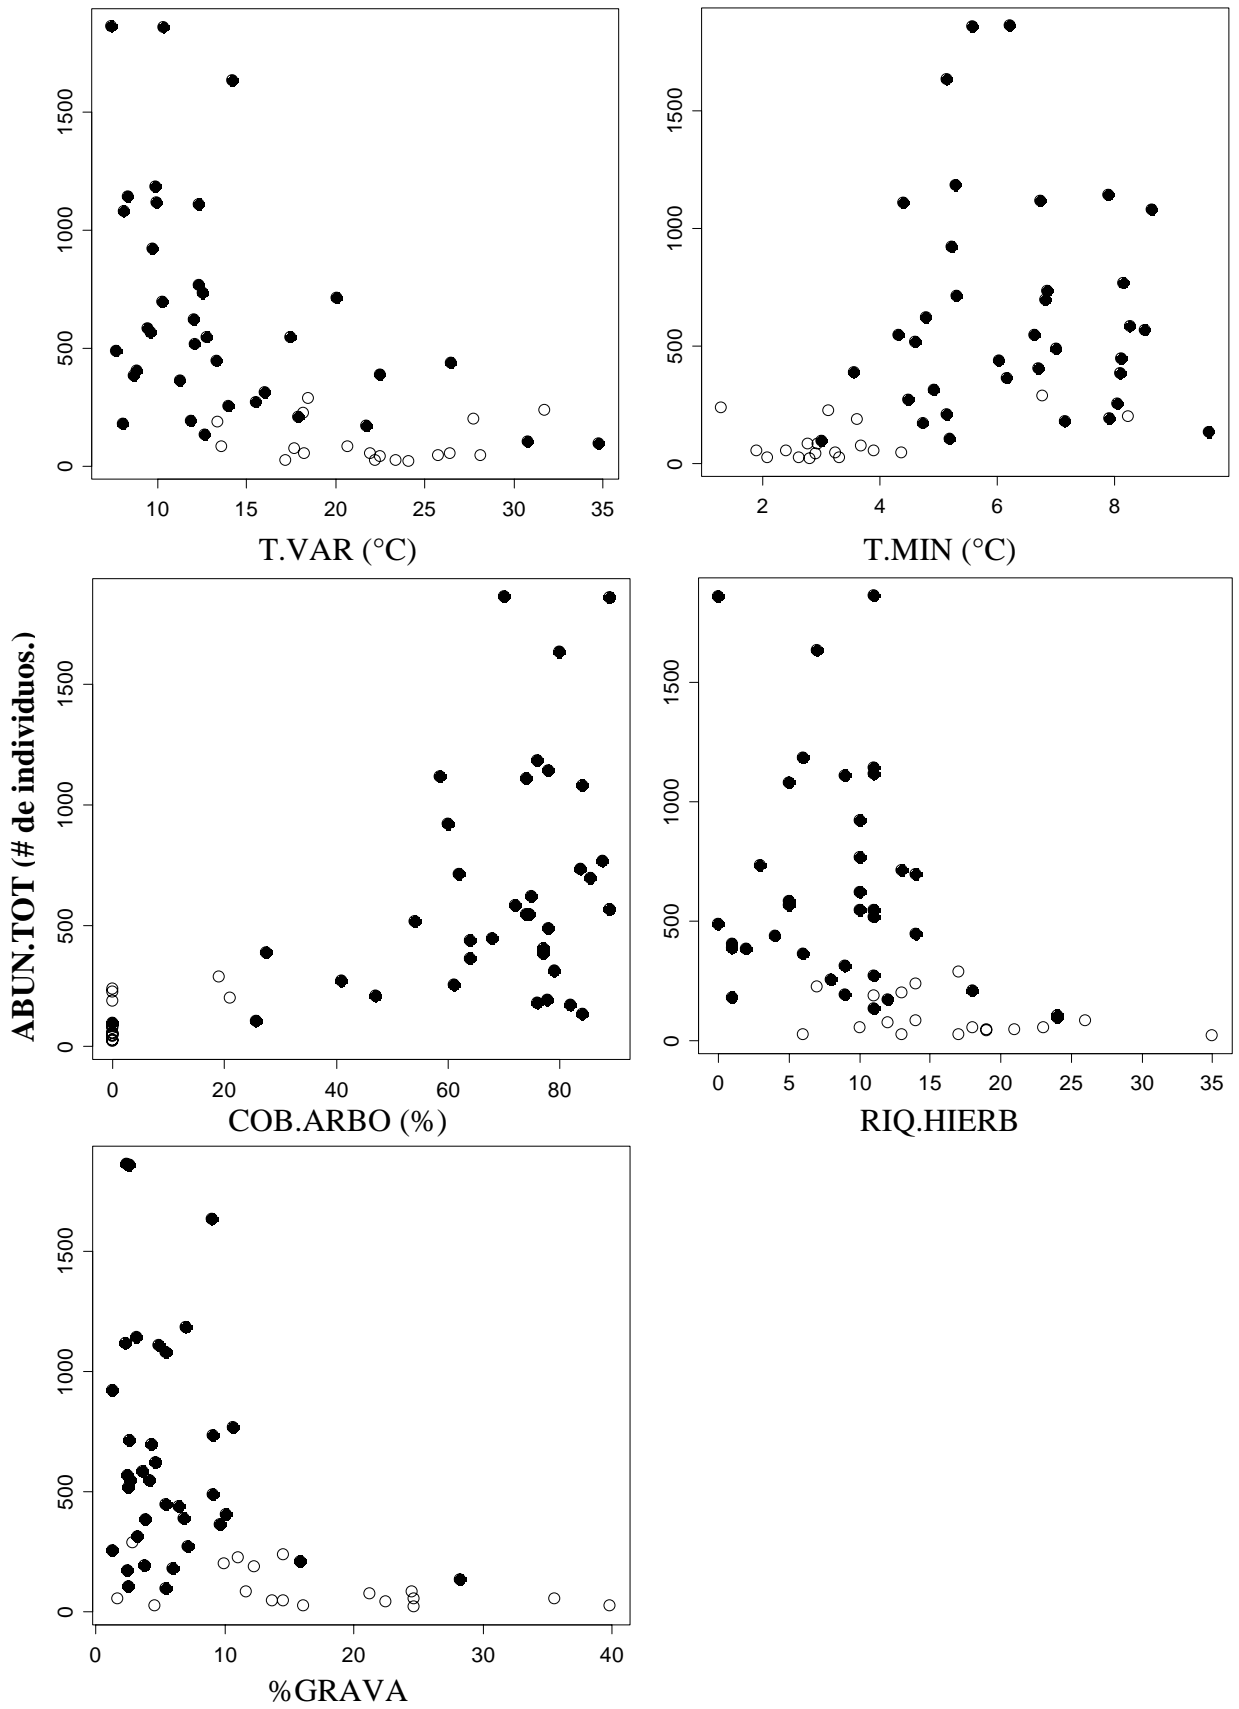 1500
1000
500
0
10 15 20 25 30 35
T.VAR (°C)
1500
1000
500
0
2 4 6 8
T.MIN (°C)
ABUN.TOT (# de individuos.)
1500
1000
500
0
0 20 40 60 80
COB.ARBO (%)
1500
1000
500
0
0 5 10 15 20 25 30 35
RIQ.HIERB
1500
1000
500
0
0 10 20 30 40
%GRAVA